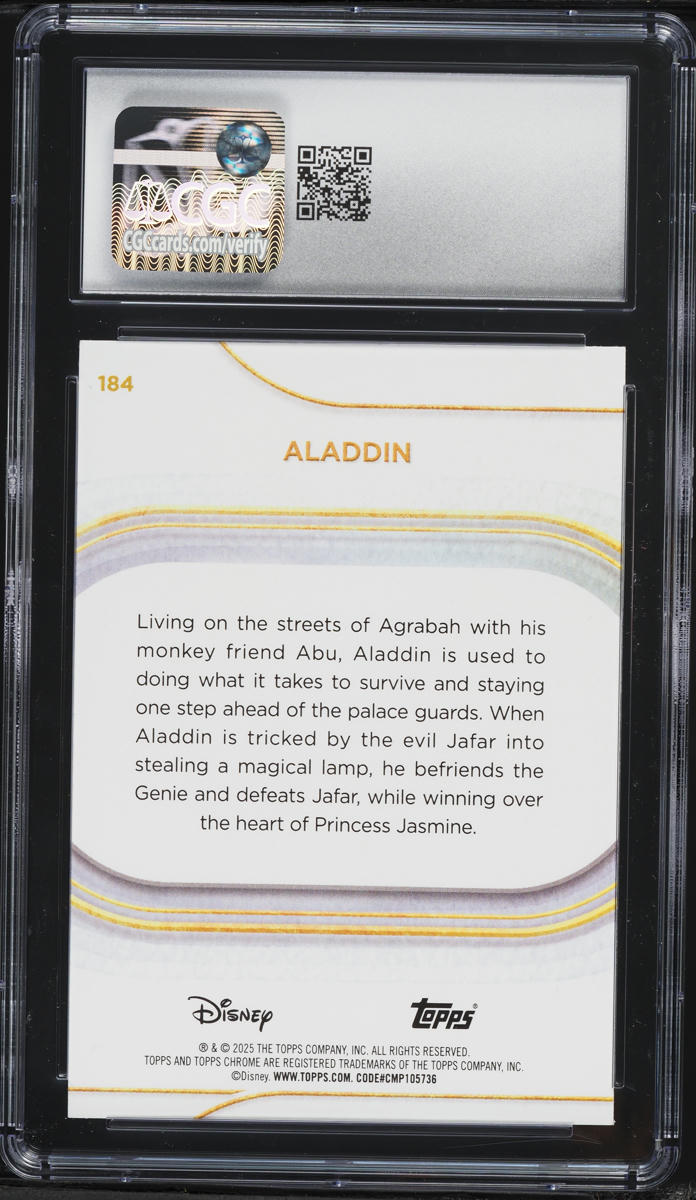 CGC
CGCcards.com/verify
184
ALADDIN
Living on the streets of Agrabah with his
monkey friend Abu, Aladdin is used to
doing what it takes to survive and staying
one step ahead of the palace guards. When
Aladdin is tricked by the evil Jafar into
stealing a magical lamp, he befriends the
Genie and defeats Jafar, while winning over
the heart of Princess Jasmine.
Disney TOPPS®
® & © 2025 THE TOPPS COMPANY, INC. ALL RIGHTS RESERVED.
TOPPS AND TOPPS CHROME ARE REGISTERED TRADEMARKS OF THE TOPPS COMPANY, INC.
©Disney. WWW.TOPPS.COM. CODE#CMP105736